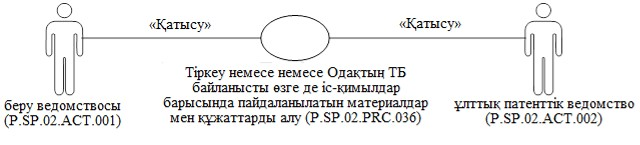 «Қатысу»
«Қатысу»
Тіркеу немесе немесе Одақтың ТБ
байланысты өзге де іс-қимылдар
барысында пайдаланылатын материалдар
мен құжаттарды алу (P.SP.02.PRC.036)
беру ведомствосы
(P.SP.02.ACT.001)
ұлттық патенттік ведомство
(P.SP.02.ACT.002)